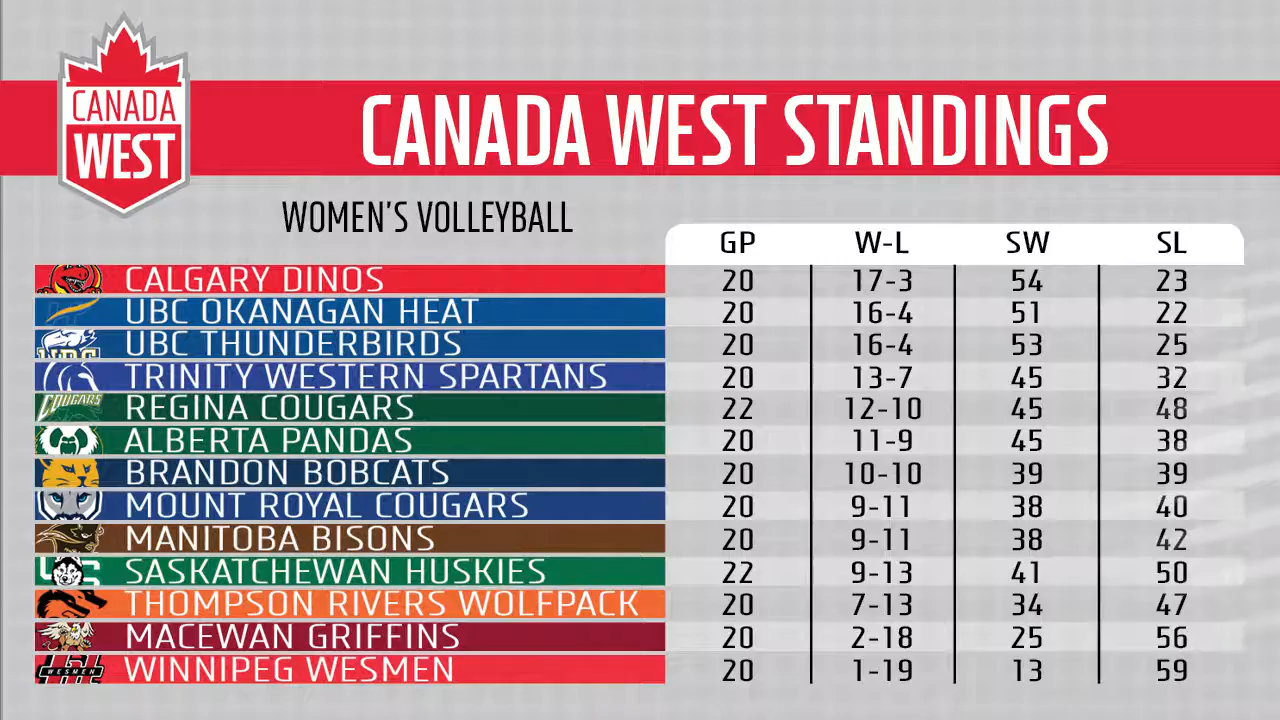 CANADA
WEST
CANADA WEST STANDINGS
WOMEN'S VOLLEYBALL
GP W-L SW SL
CALGARY DINOS 20 17-3 54 23
UBC OKANAGAN HEAT 20 16-4 51 22
UBC THUNDERBIRDS 20 16-4 53 25
TRINITY WESTERN SPARTANS 20 13-7 45 32
COUGARS REGINA COUGARS 22 12-10 45 48
ALBERTA PANDAS 20 11-9 45 38
BRANDON BOBCATS 20 10-10 39 39
MOUNT ROYAL COUGARS 20 9-11 38 40
MANITOBA BISONS 20 9-11 38 42
SASKATCHEWAN HUSKIES 22 9-13 41 50
THOMPSON RIVERS WOLFPACK 20 7-13 34 47
MACEWAN GRIFFINS 20 2-18 25 56
WESMEN WINNIPEG WESMEN 20 1-19 13 59